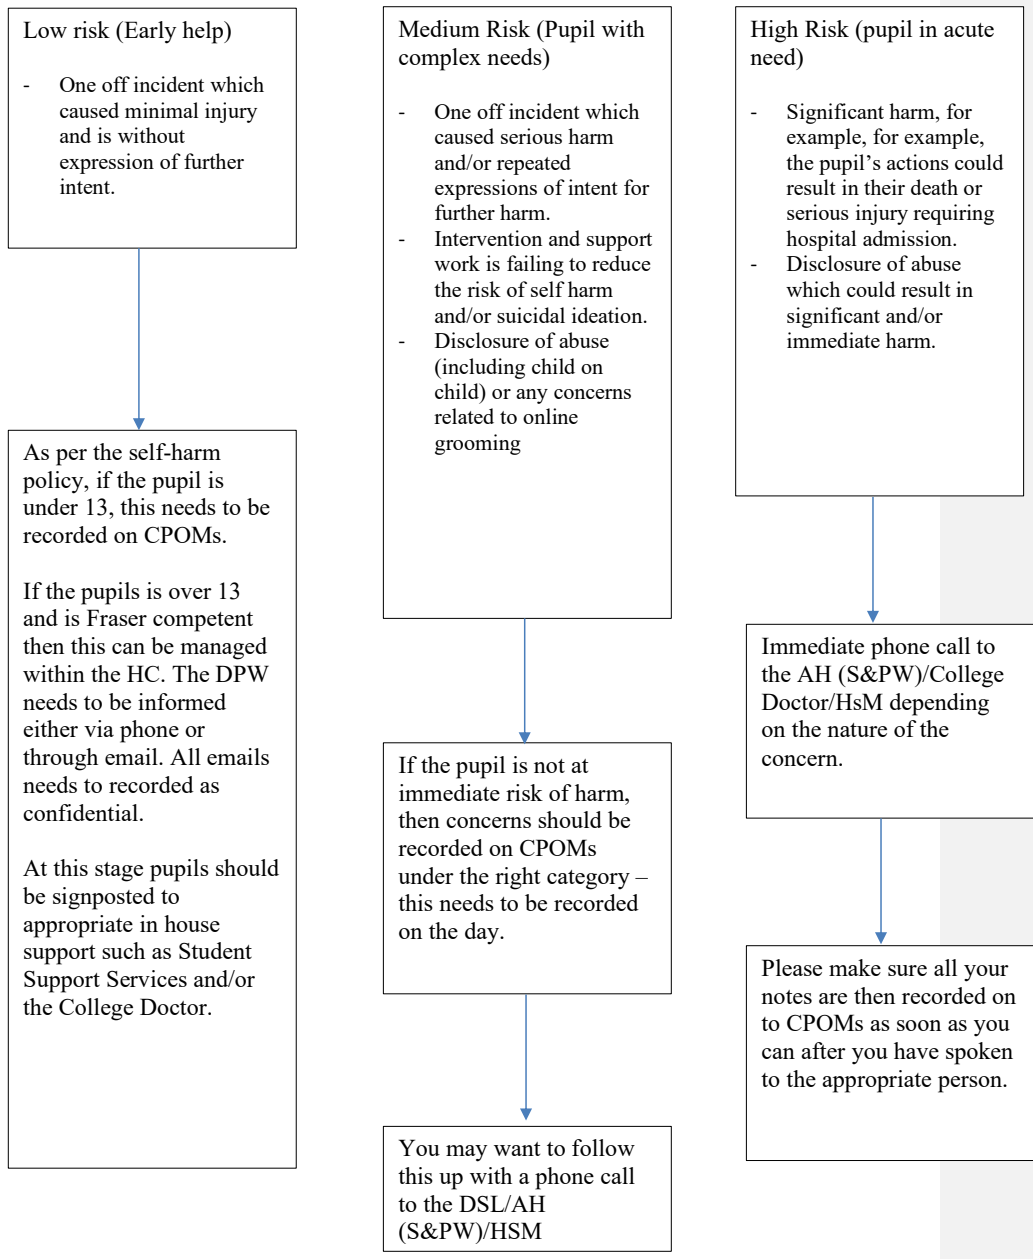 Low risk (Early help)
- One off incident which
caused minimal injury
and is without
expression of further
intent.
As per the self-harm
policy, if the pupil is
under 13, this needs to be
recorded on CPOMs.
If the pupils is over 13
and is Fraser competent
then this can be managed
within the HC. The DPW
needs to be informed
either via phone or
through email. All emails
needs to recorded as
confidential.
At this stage pupils should
be signposted to
appropriate in house
support such as Student
Support Services and/or
the College Doctor.
Medium Risk (Pupil with
complex needs)
- One off incident which
caused serious harm
and/or repeated
expressions of intent for
further harm.
- Intervention and support
work is failing to reduce
the risk of self harm
and/or suicidal ideation.
- Disclosure of abuse
(including child on
child) or any concerns
related to online
grooming
If the pupil is not at
immediate risk of harm,
then concerns should be
recorded on CPOMs
under the right category –
this needs to be recorded
on the day.
You may want to follow
this up with a phone call
to the DSL/AH
(S&PW)/HSM
High Risk (pupil in acute
need)
- Significant harm, for
example, for example,
the pupil’s actions could
result in their death or
serious injury requiring
hospital admission.
- Disclosure of abuse
which could result in
significant and/or
immediate harm.
Immediate phone call to
the AH (S&PW)/College
Doctor/HsM depending
on the nature of the
concern.
Please make sure all your
notes are then recorded on
to CPOMs as soon as you
can after you have spoken
to the appropriate person.